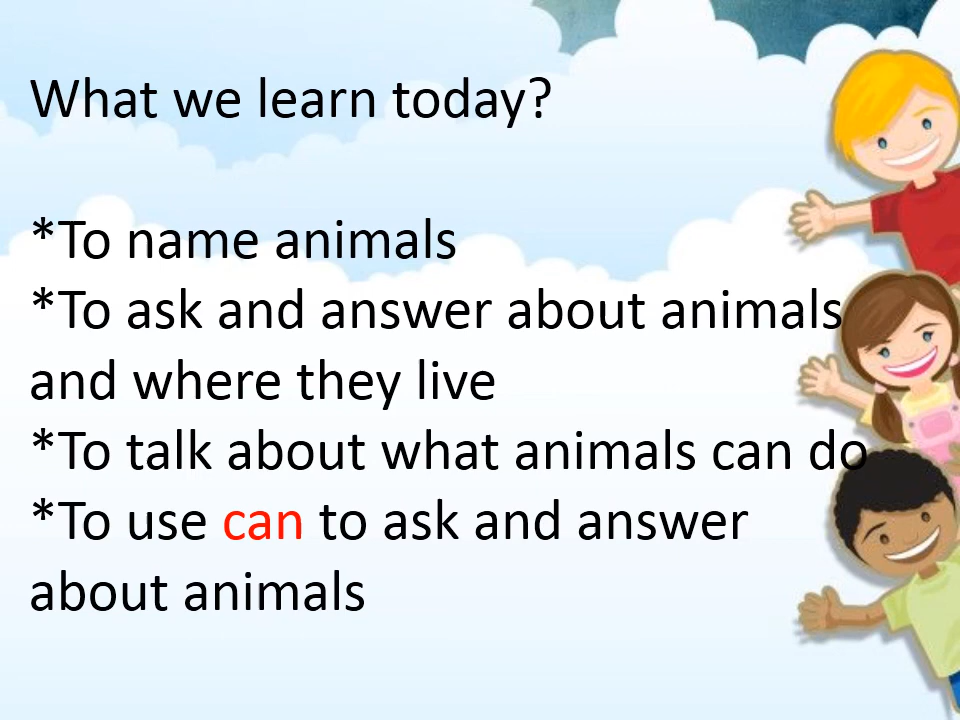 What we learn today?
*To name animals
*To ask and answer about animals
and where they live
*To talk about what animals can do
*To use can to ask and answer
about animals